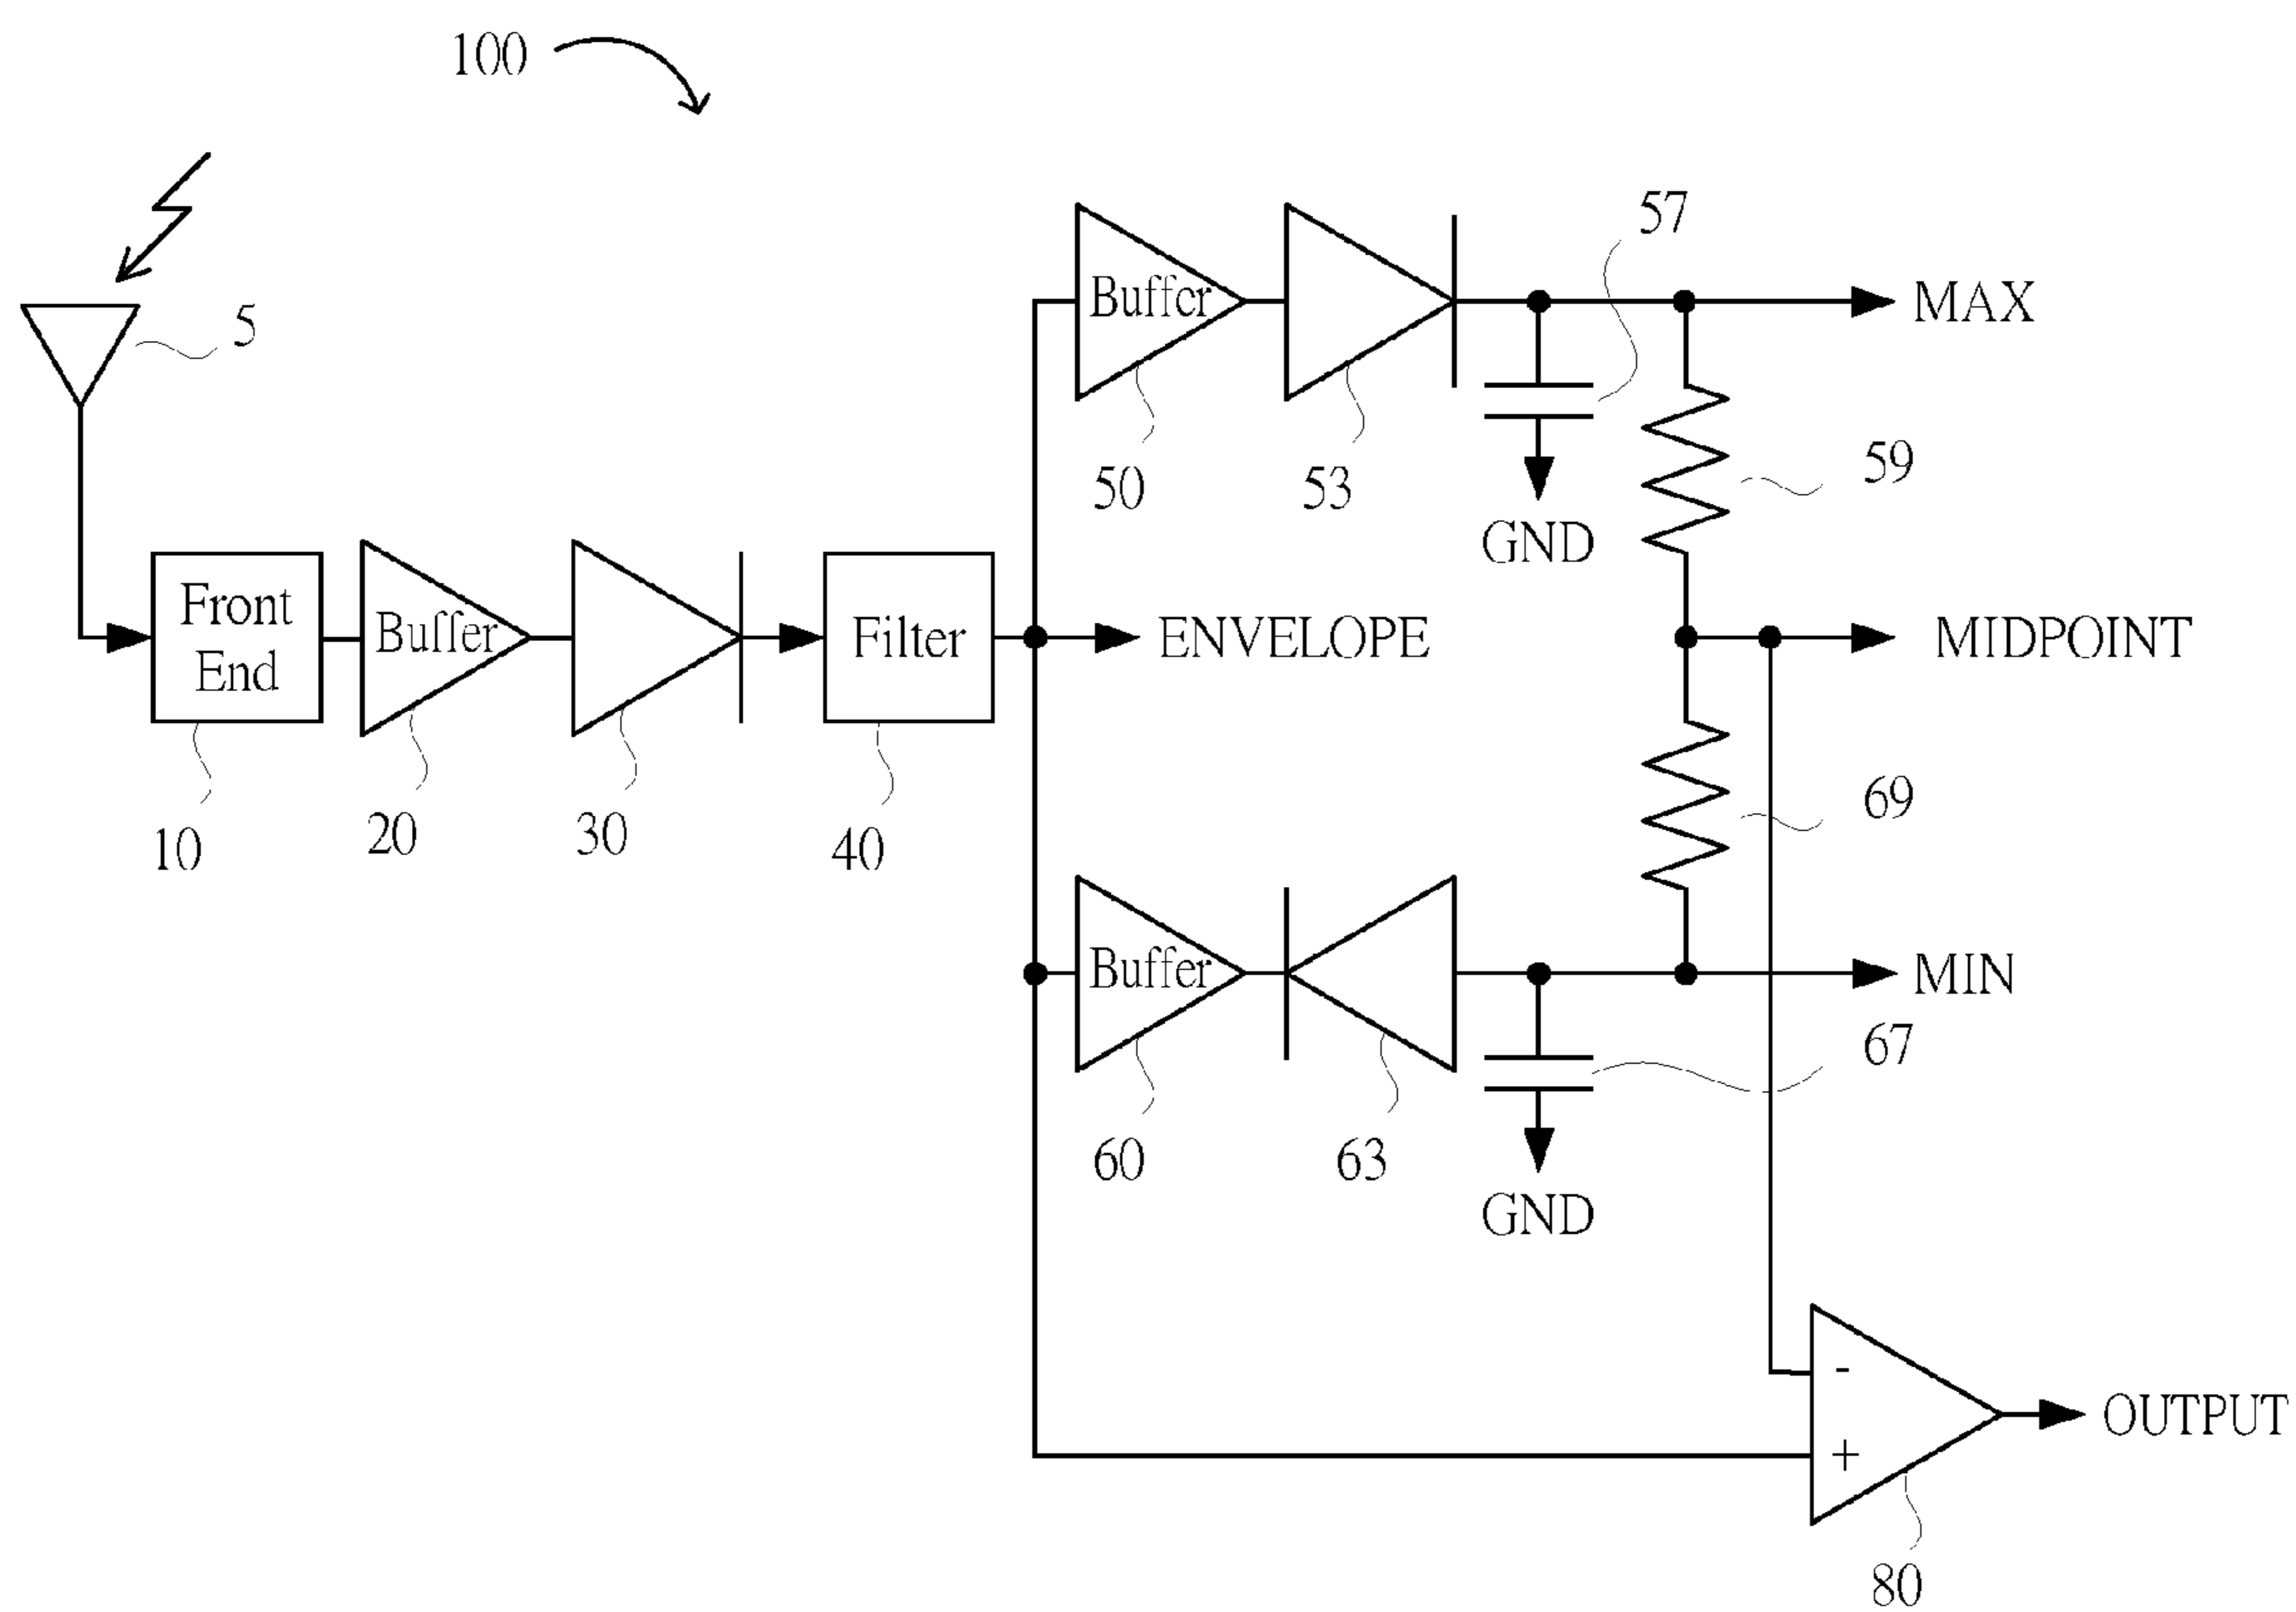 100
57
5
Buffer
MAX
50
53
59
GND
Front
End
Buffer
Filter
ENVELOPE
MIDPOINT
10
20
30
40
69
Buffer
MIN
67
60
63
GND
-
+
OUTPUT
80